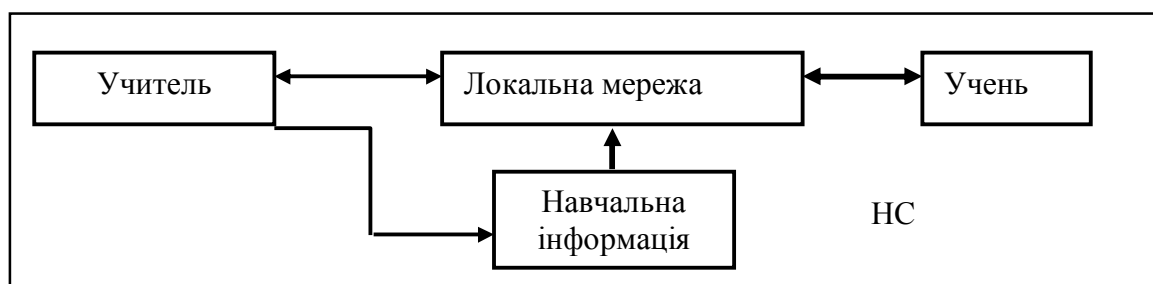 Учитель
Локальна мережа
Учень
Навчальна
інформація
НС